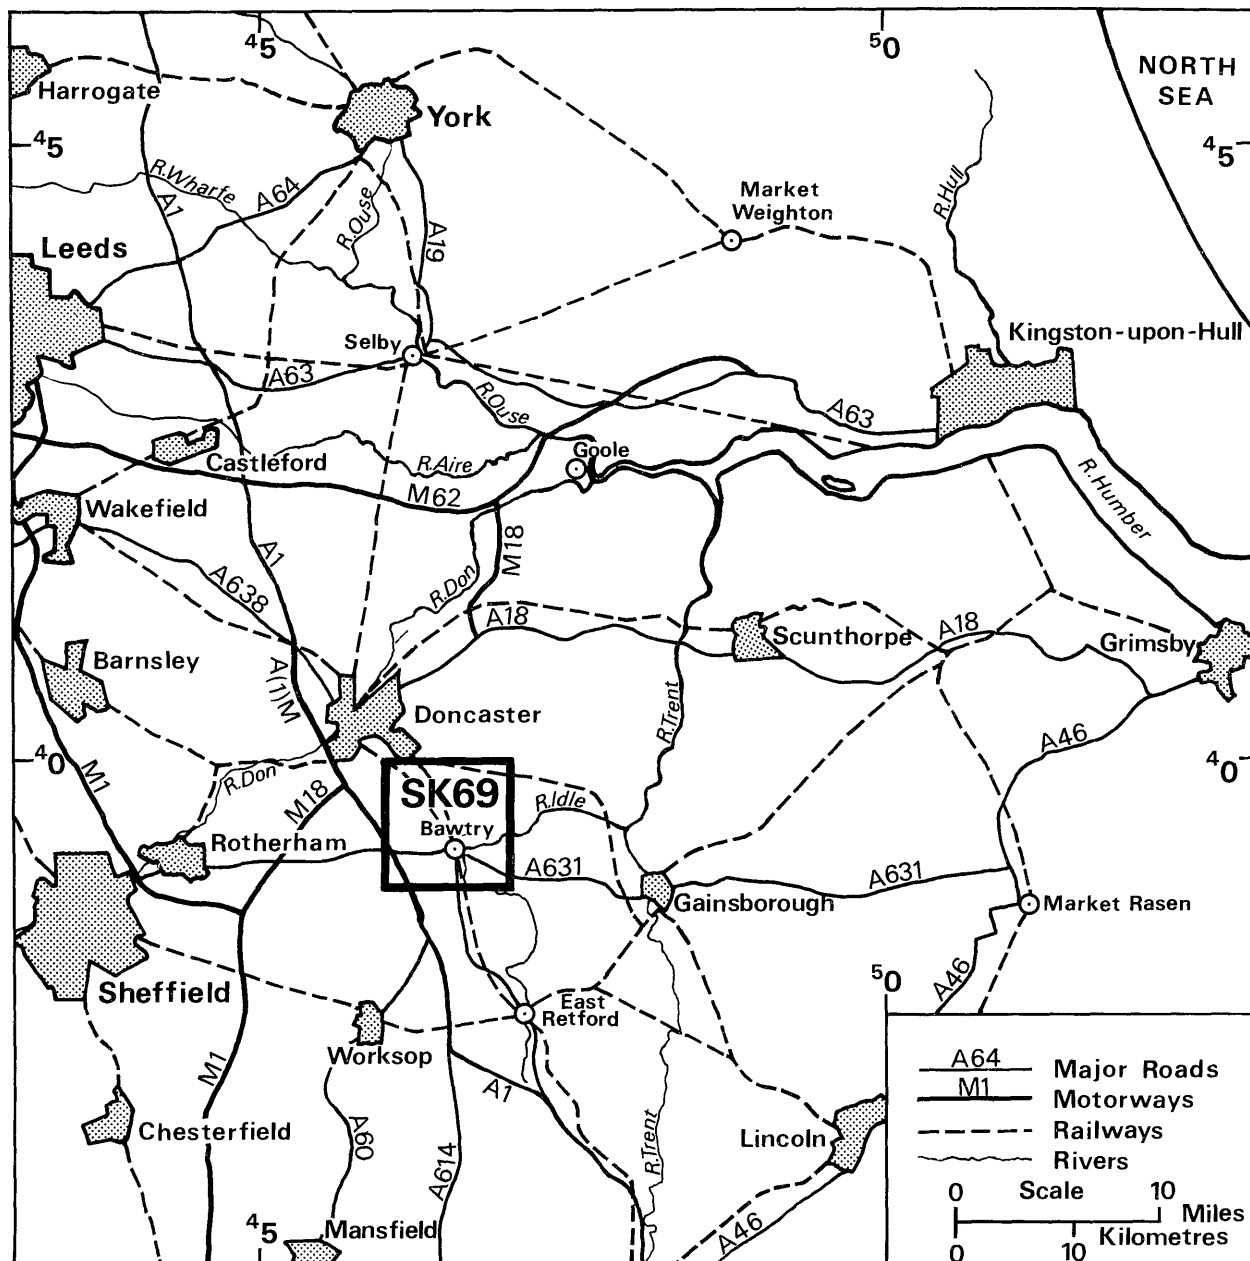 ⁴5
⁵0
NORTH
SEA
Harrogate
York
⁴5
⁴5
R.Wharfe
A64
A1
R.Ouse
A19
R.Hull
Market
Weighton
Leeds
Selby
Kingston-upon-Hull
A63
R.Ouse
A63
Castleford
R.Aire
Goole
M62
R.Humber
Wakefield
A1
M18
A638
R.Don
A18
Scunthorpe
A18
Grimsby
Barnsley
A(1)M
Doncaster
R.Trent
A46
⁴0
⁴0
M1
R.Don
M18
SK69
R.Idle
Bawtry
Rotherham
A631
A631
Gainsborough
Market Rasen
Sheffield
⁵0
A46
East
Retford
Worksop
M1
A1
A60
A614
R.Trent
Chesterfield
Lincoln
⁴5
Mansfield
A46
A64
Major Roads
M1
Motorways
Railways
Rivers
0 Scale 10
Miles
Kilometres
0 10